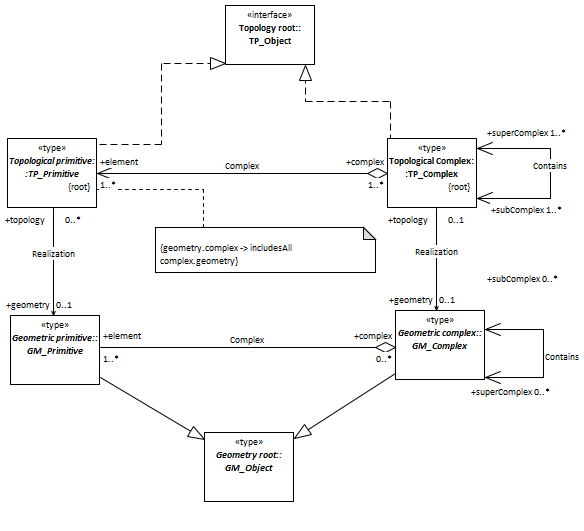 «interface»
Topology root::
TP_Object
«type»
Topological primitive:
:TP_Primitive
{root}
+element
1..*
Complex
+complex
1..*
«type»
Topological Complex:
:TP_Complex
{root}
+superComplex 1..*
Contains
+subComplex 1..*
+topology 0..*
Realization
+geometry 0..1
{geometry.complex -> includesAll
complex.geometry}
+topology 0..1
Realization
+geometry 0..1
+subComplex 0..*
«type»
Geometric primitive::
GM_Primitive
+element
1..*
Complex
+complex
0..*
«type»
Geometric complex::
GM_Complex
Contains
+superComplex 0..*
«type»
Geometry root::
GM_Object